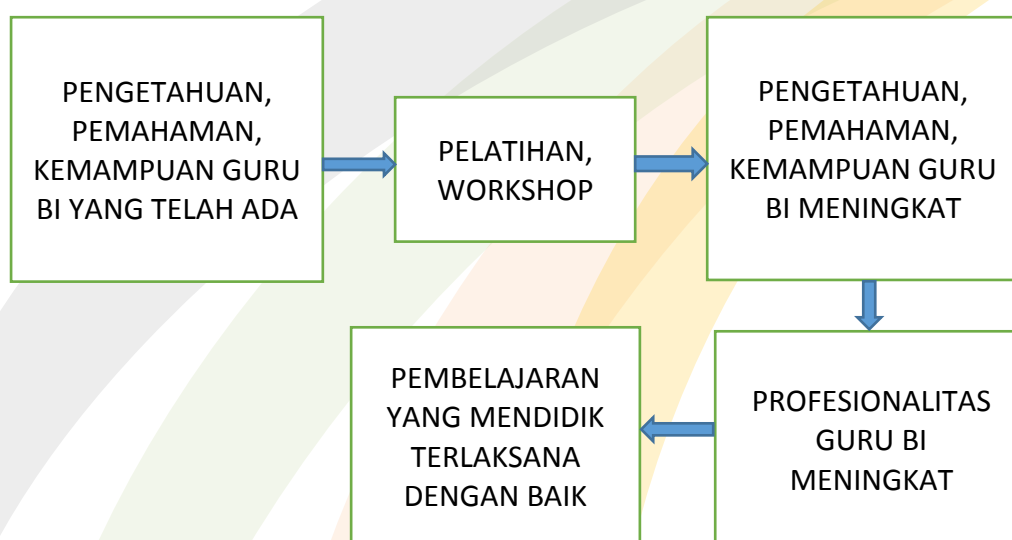 PENGETAHUAN,
PEMAHAMAN,
KEMAMPUAN GURU
BI YANG TELAH ADA
PELATIHAN,
WORKSHOP
PENGETAHUAN,
PEMAHAMAN,
KEMAMPUAN GURU
BI MENINGKAT
PROFESIONALITAS
GURU BI
MENINGKAT
PEMBELAJARAN
YANG MENDIDIK
TERLAKSANA
DENGAN BAIK